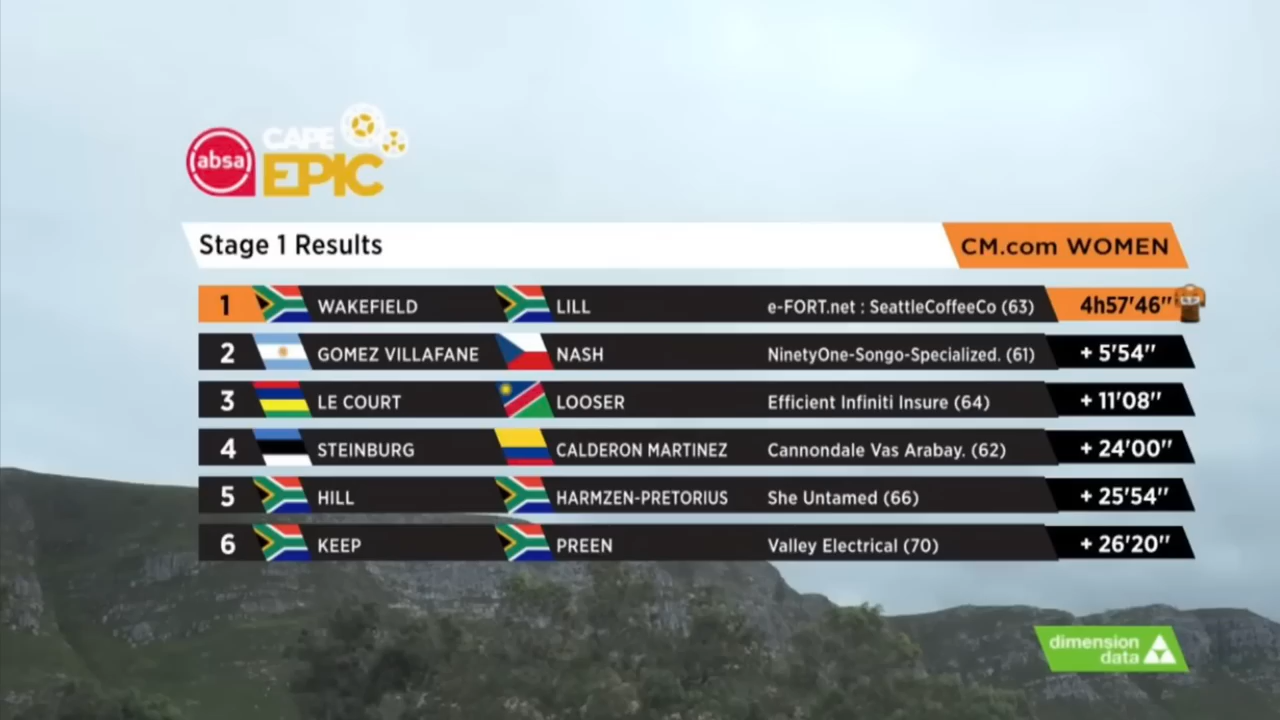 absa
CAPE
EPIC
Stage 1 Results CM.com WOMEN
1 WAKEFIELD LILL e-FORT.net : SeattleCoffeeCo (63) 4h57'46"
2 GOMEZ VILLAFANE NASH NinetyOne-Songo-Specialized. (61) + 5'54"
3 LE COURT LOOSER Efficient Infiniti Insure (64) + 11'08"
4 STEINBURG CALDERON MARTINEZ Cannondale Vas Arabay. (62) + 24'00"
5 HILL HARMZEN-PRETORIUS She Untamed (66) + 25'54"
6 KEEP PREEN Valley Electrical (70) + 26'20"
dimension
data